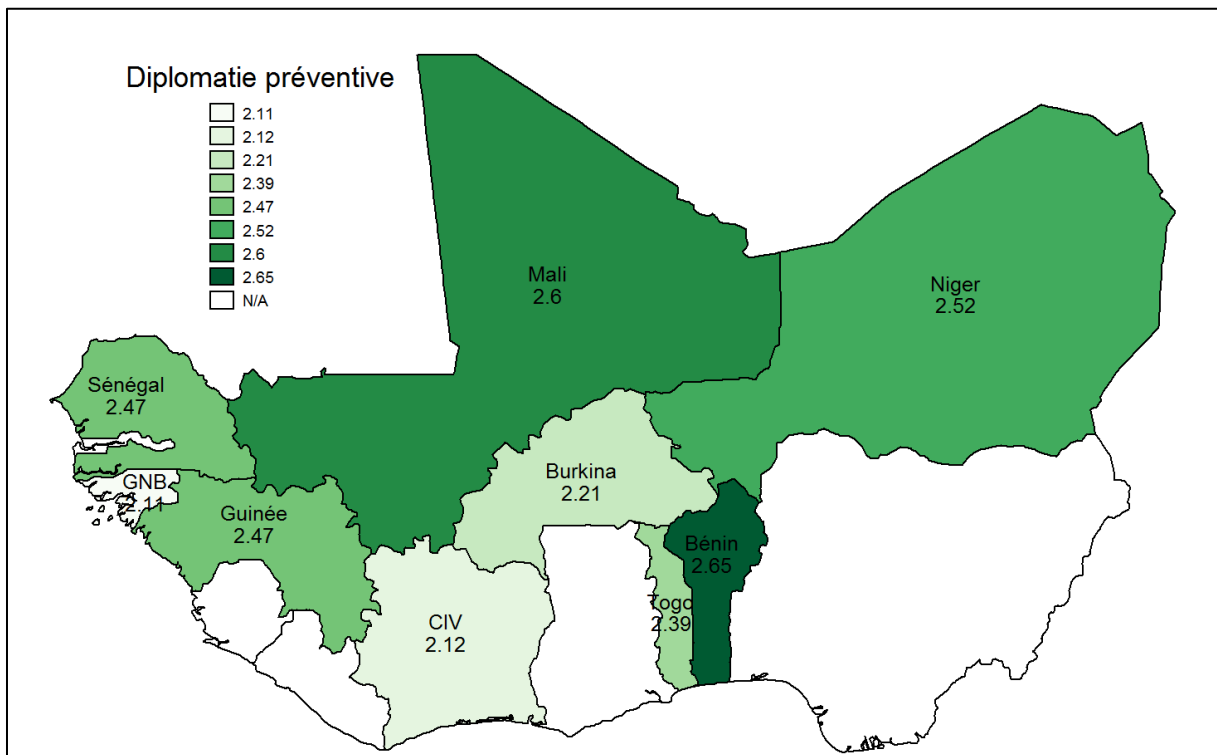 Diplomatie préventive
2.11
2.12
2.21
2.39
2.47
2.52
2.6
2.65
N/A
Mali
2.6
Niger
2.52
Sénégal
2.47
GNB
2.11
Guinée
2.47
Burkina
2.21
Bénin
2.65
Togo
2.39
CIV
2.12